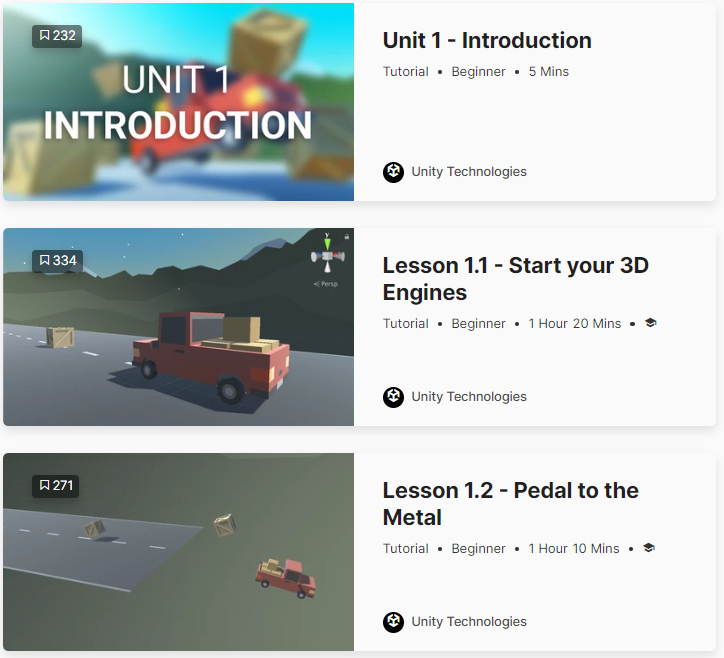 232
UNIT 1
INTRODUCTION
Unit 1 - Introduction
Tutorial • Beginner • 5 Mins
Unity Technologies
334
Y
< Persp
Lesson 1.1 - Start your 3D
Engines
Tutorial • Beginner • 1 Hour 20 Mins •
Unity Technologies
271
Lesson 1.2 - Pedal to the
Metal
Tutorial • Beginner • 1 Hour 10 Mins •
Unity Technologies